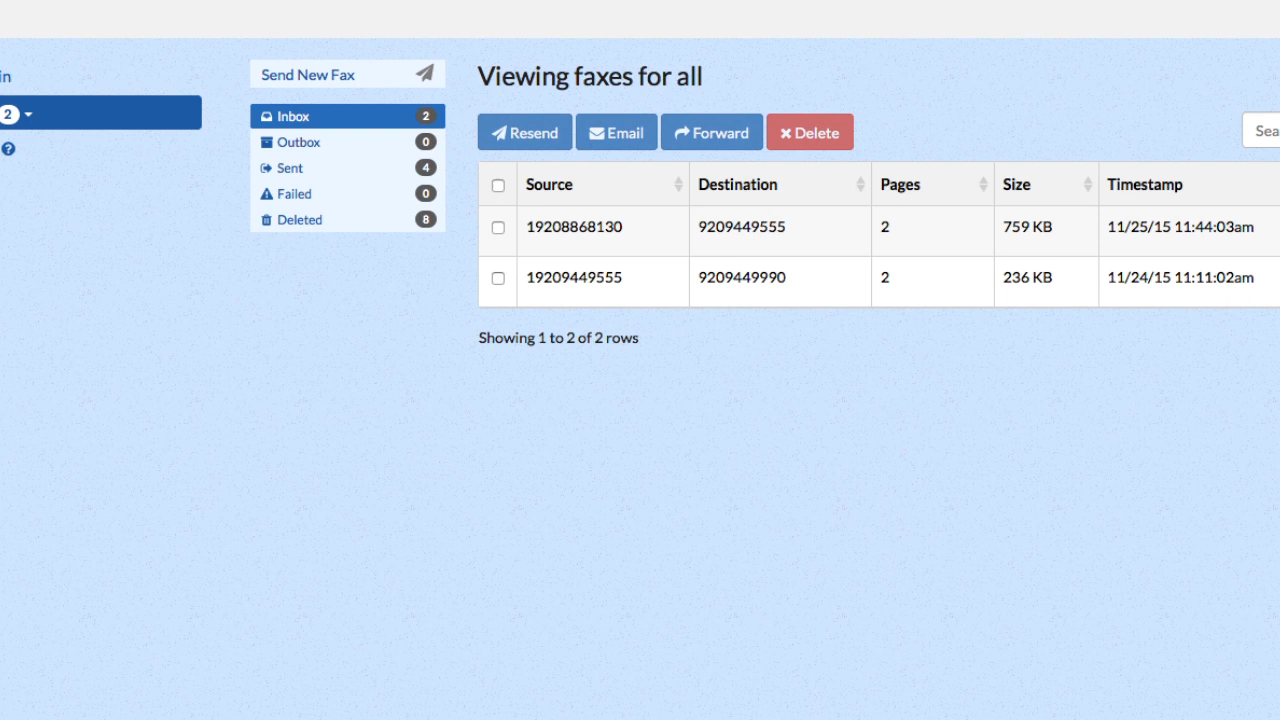 in
2
?
Send New Fax
Inbox 2
Outbox 0
Sent 4
Failed 0
Deleted 8
Viewing faxes for all
Resend Email Forward Delete
Sea
Source Destination Pages Size Timestamp
19208868130 9209449555 2 759 KB 11/25/15 11:44:03am
19209449555 9209449990 2 236 KB 11/24/15 11:11:02am
Showing 1 to 2 of 2 rows